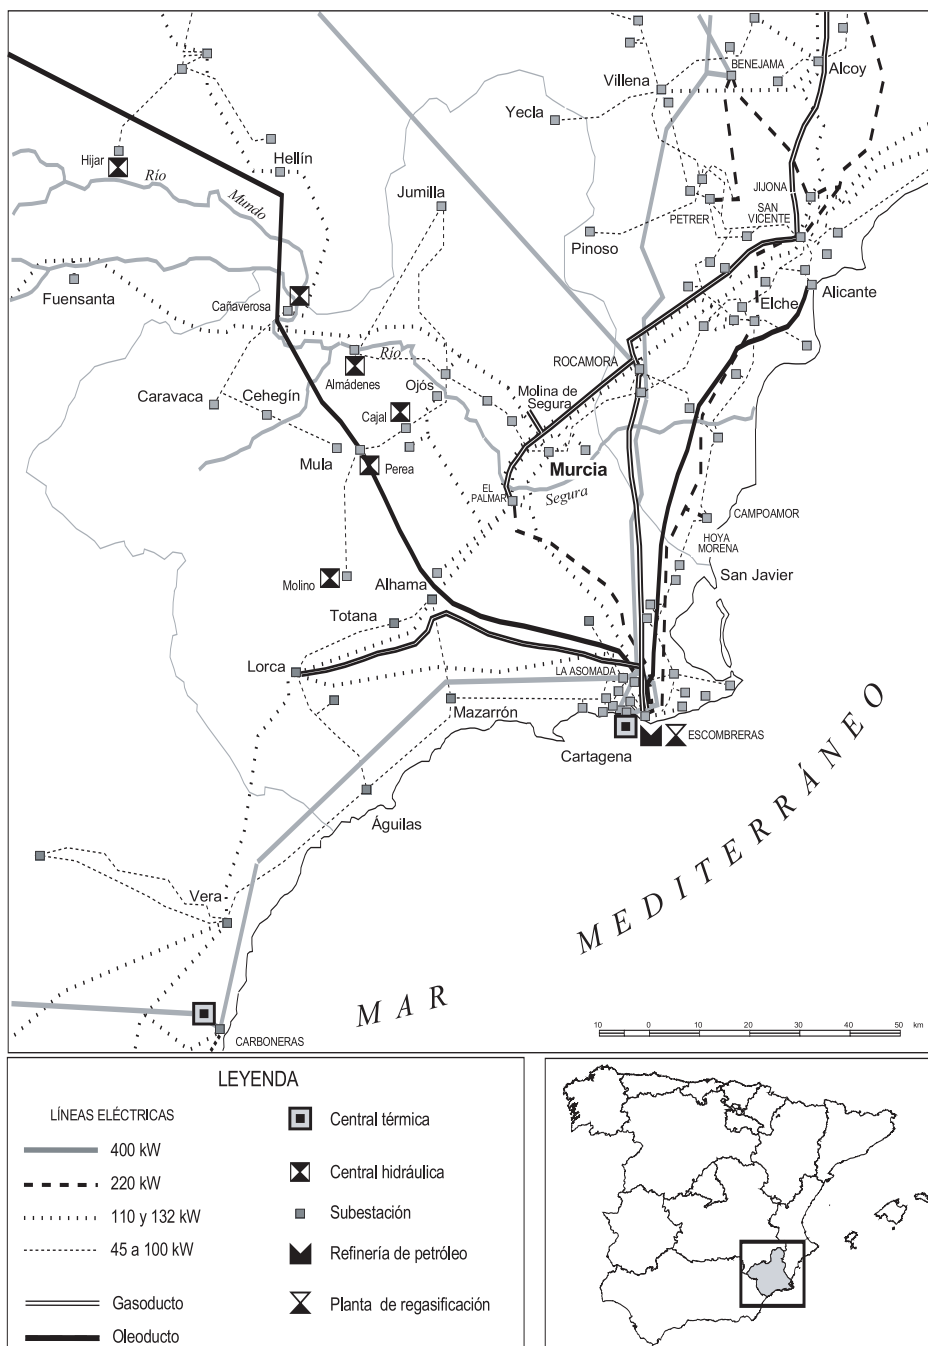 BENEJAMA
Alcoy
Villena
Yecla
Hijar
Hellín
Río
Mundo
Jumilla
JIJONA
PETRER
SAN
VICENTE
Pinoso
Fuensanta
Cañaverosa
Elche
Alicante
Río
ROCAMORA
Almádenes
Ojós
Molina de
Segura
Caravaca
Cehegín
Cajal
Mula
Perea
Murcia
EL
PALMAR
Segura
CAMPOAMOR
HOYA
MORENA
San Javier
Molino
Alhama
Totana
Lorca
LA ASOMADA
Mazarrón
Cartagena
ESCOMBRERAS
Águilas
Vera
MAR MEDITERRÁNEO
CARBONERAS
10 0 10 20 30 40 50 km
LEYENDA
LÍNEAS ELÉCTRICAS
400 kW
220 kW
110 y 132 kW
45 a 100 kW
Gasoducto
Oleoducto
Central térmica
Central hidráulica
Subestación
Refinería de petróleo
Planta de regasificación